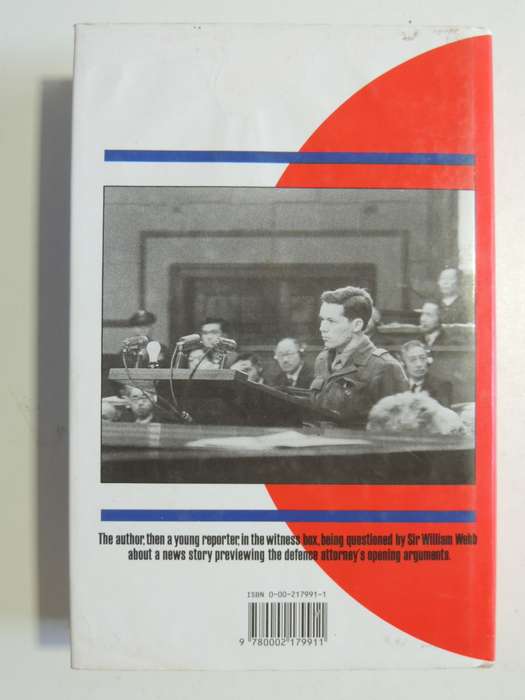 The author, then a young reporter, in the witness box, being questioned by Sir William Webb
about a news story previewing the defence attorney's opening arguments.
ISBN 0-00-217991-1
9 780002 179911